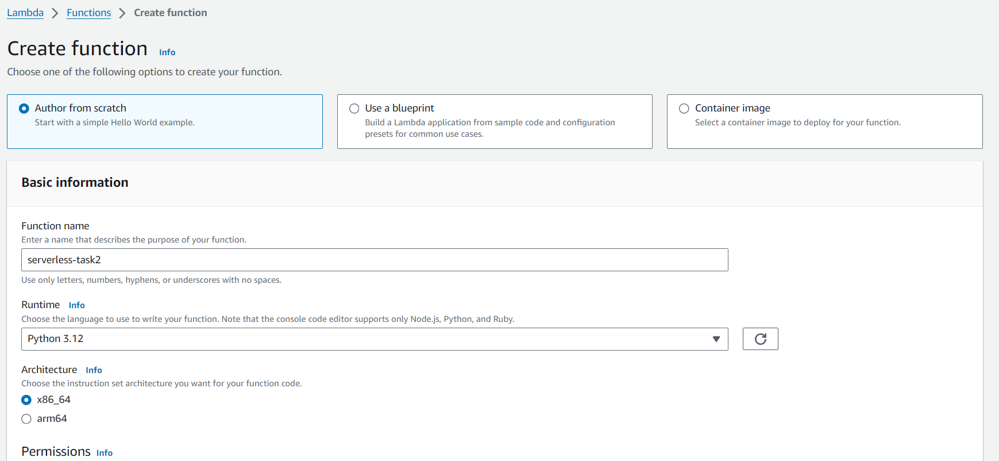 Lambda > Functions > Create function
Create function Info
Choose one of the following options to create your function.
Author from scratch
Start with a simple Hello World example.
Use a blueprint
Build a Lambda application from sample code and configuration
presets for common use cases.
Container image
Select a container image to deploy for your function.
Basic information
Function name
Enter a name that describes the purpose of your function.
serverless-task2
Use only letters, numbers, hyphens, or underscores with no spaces.
Runtime Info
Choose the language to use to write your function. Note that the console code editor supports only Node.js, Python, and Ruby.
Python 3.12
Architecture Info
Choose the instruction set architecture you want for your function code.
x86_64
arm64
Permissions Info